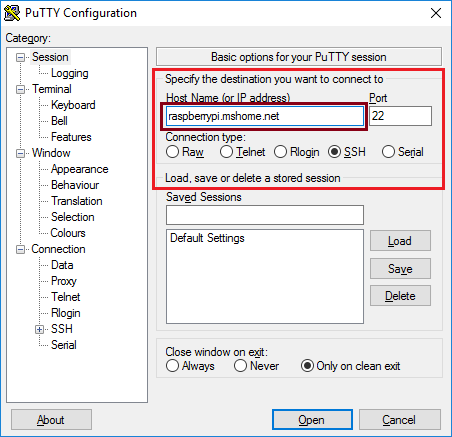 PuTTY Configuration
Category:
Session
Logging
Terminal
Keyboard
Bell
Features
Window
Appearance
Behaviour
Translation
Selection
Colours
Connection
Data
Proxy
Telnet
Rlogin
SSH
Serial
Basic options for your PuTTY session
Specify the destination you want to connect to
Host Name (or IP address) Port
raspberrypi.mshome.net 22
Connection type:
Raw Telnet Rlogin SSH Serial
Load, save or delete a stored session
Saved Sessions
Default Settings
Load
Save
Delete
Close window on exit:
Always Never Only on clean exit
About Open Cancel